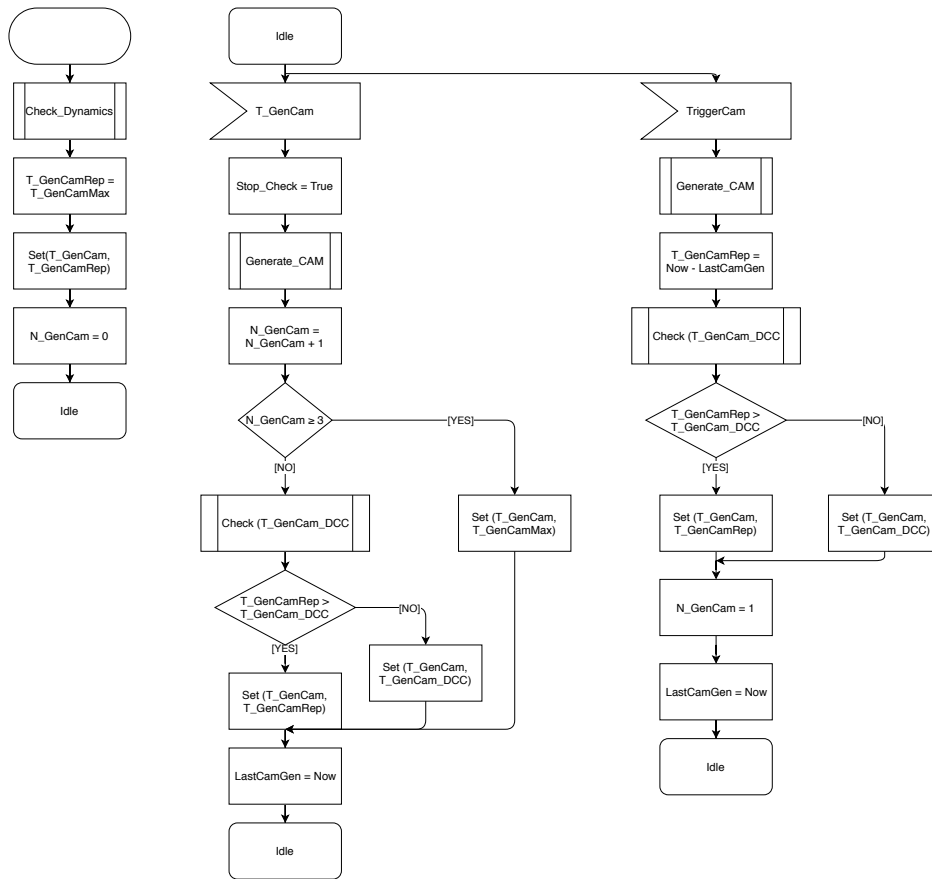 Check_Dynamics
T_GenCamRep =
T_GenCamMax
Set(T_GenCam,
T_GenCamRep)
N_GenCam = 0
Idle
Idle
T_GenCam
Stop_Check = True
Generate_CAM
N_GenCam =
N_GenCam + 1
N_GenCam ≥ 3
[YES]
[NO]
Check (T_GenCam_DCC
Set (T_GenCam,
T_GenCamMax)
T_GenCamRep >
T_GenCam_DCC
[NO]
[YES]
Set (T_GenCam,
T_GenCam_DCC)
Set (T_GenCam,
T_GenCamRep)
LastCamGen = Now
Idle
TriggerCam
Generate_CAM
T_GenCamRep =
Now - LastCamGen
Check (T_GenCam_DCC
T_GenCamRep >
T_GenCam_DCC
[NO]
[YES]
Set (T_GenCam,
T_GenCamRep)
Set (T_GenCam,
T_GenCam_DCC)
N_GenCam = 1
LastCamGen = Now
Idle